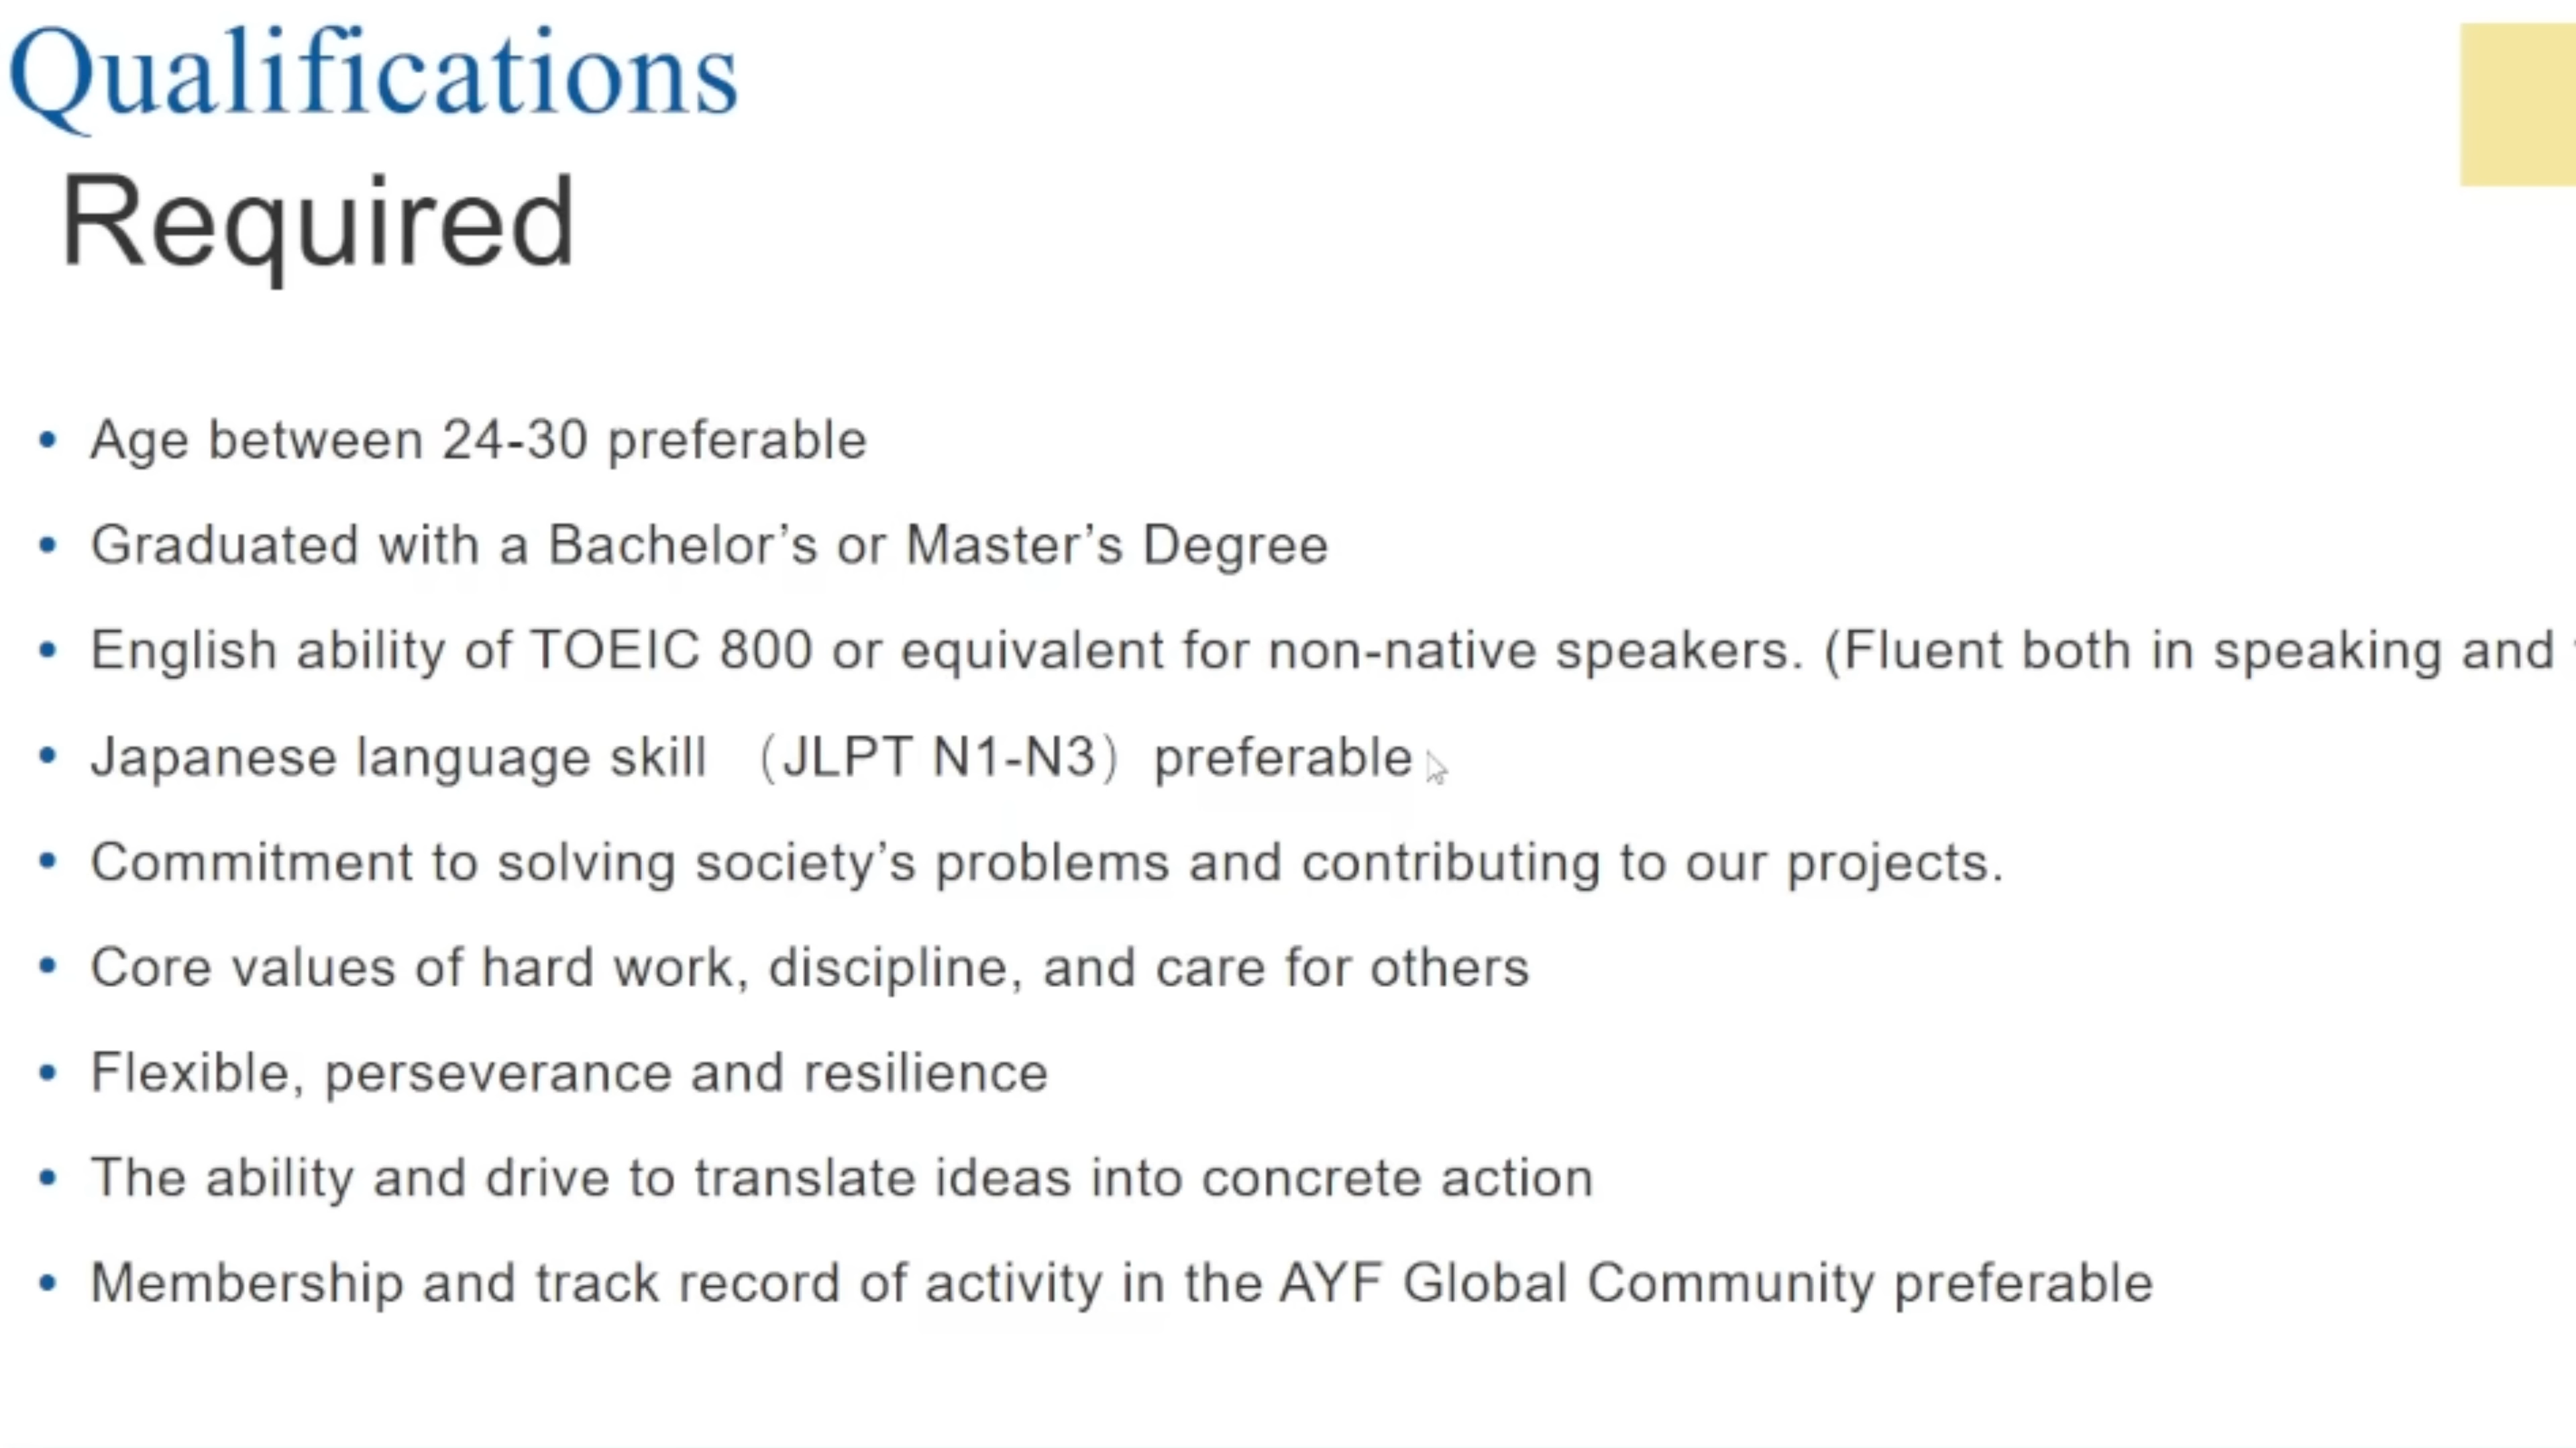 Qualifications
Required
• Age between 24-30 preferable
• Graduated with a Bachelor’s or Master’s Degree
• English ability of TOEIC 800 or equivalent for non-native speakers. (Fluent both in speaking and
• Japanese language skill （JLPT N1-N3）preferable
• Commitment to solving society’s problems and contributing to our projects.
• Core values of hard work, discipline, and care for others
• Flexible, perseverance and resilience
• The ability and drive to translate ideas into concrete action
• Membership and track record of activity in the AYF Global Community preferable